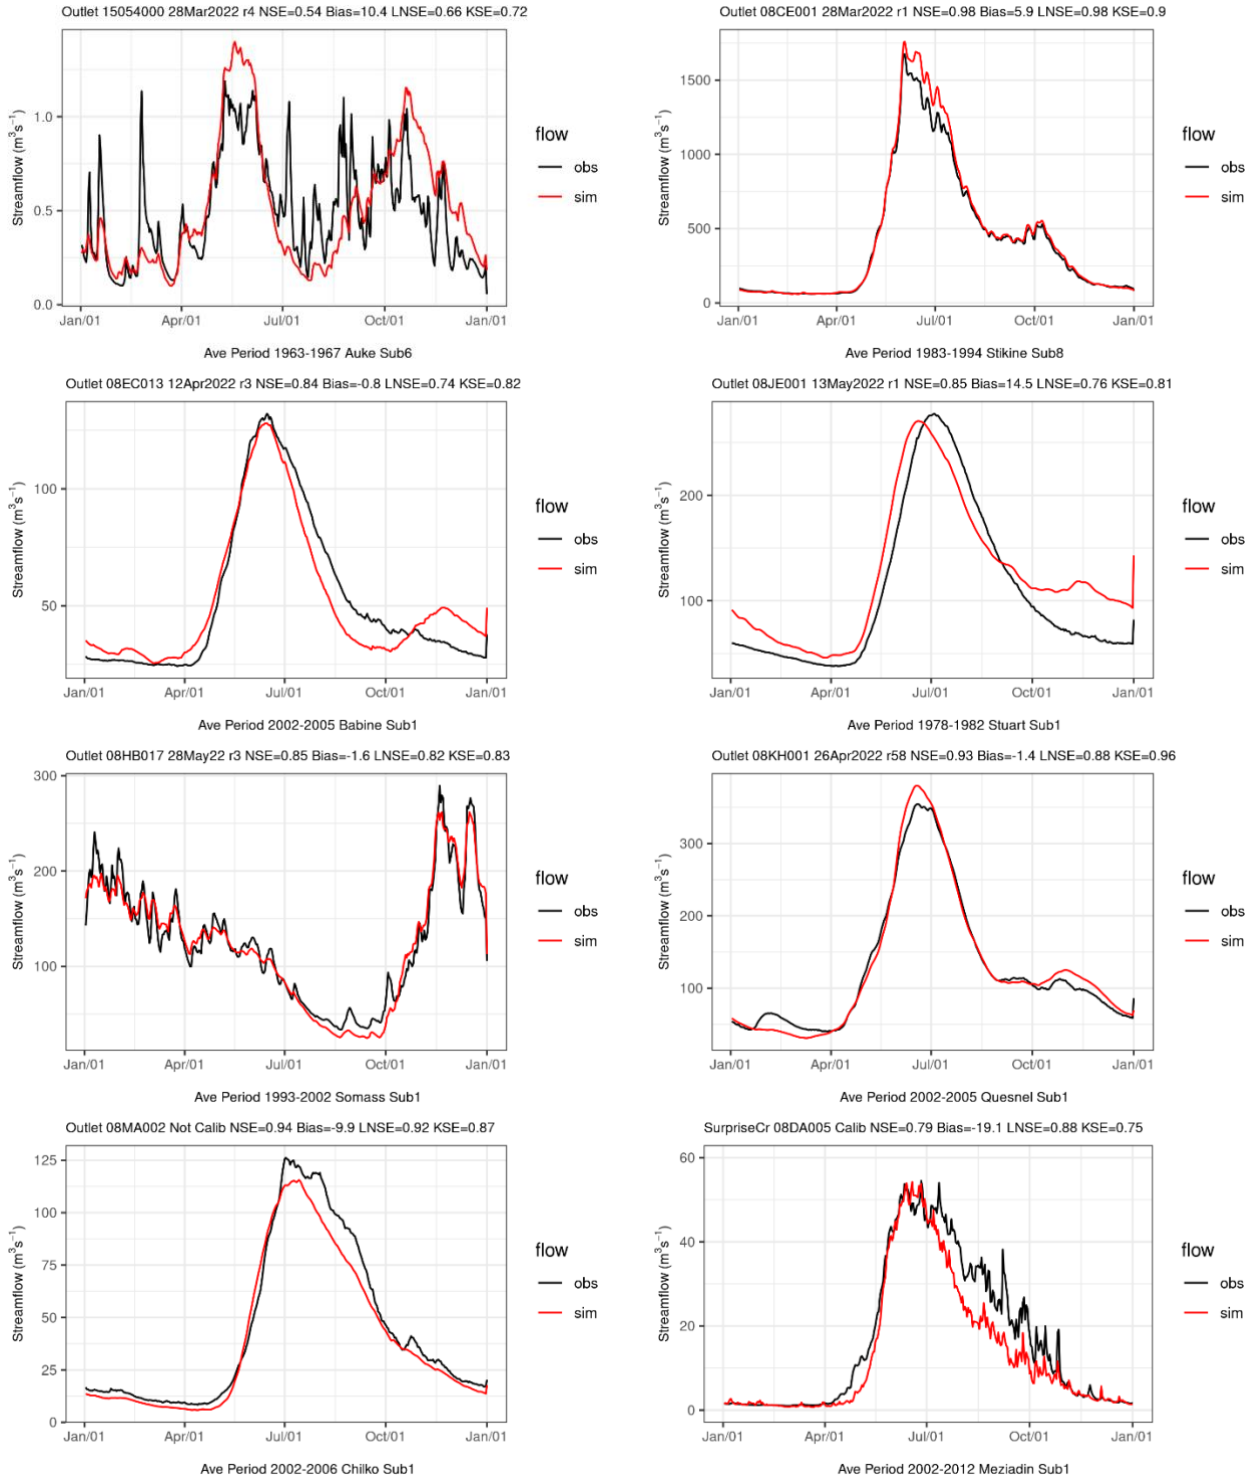 Outlet 15054000 28Mar2022 r4 NSE=0.54 Bias=10.4 LNSE=0.66 KSE=0.72
Streamflow (m³s⁻¹)
1.0
0.5
0.0
Jan/01 Apr/01 Jul/01 Oct/01 Jan/01
Ave Period 1963-1967 Auke Sub6
flow
obs
sim
Outlet 08CE001 28Mar2022 r1 NSE=0.98 Bias=5.9 LNSE=0.98 KSE=0.9
Streamflow (m³s⁻¹)
1500
1000
500
0
Jan/01 Apr/01 Jul/01 Oct/01 Jan/01
Ave Period 1983-1994 Stikine Sub8
flow
obs
sim
Outlet 08EC013 12Apr2022 r3 NSE=0.84 Bias=-0.8 LNSE=0.74 KSE=0.82
Streamflow (m³s⁻¹)
100
50
Jan/01 Apr/01 Jul/01 Oct/01 Jan/01
Ave Period 2002-2005 Babine Sub1
flow
obs
sim
Outlet 08JE001 13May2022 r1 NSE=0.85 Bias=14.5 LNSE=0.76 KSE=0.81
Streamflow (m³s⁻¹)
200
100
Jan/01 Apr/01 Jul/01 Oct/01 Jan/01
Ave Period 1978-1982 Stuart Sub1
flow
obs
sim
Outlet 08HB017 28May22 r3 NSE=0.85 Bias=-1.6 LNSE=0.82 KSE=0.83
Streamflow (m³s⁻¹)
300
200
100
Jan/01 Apr/01 Jul/01 Oct/01 Jan/01
Ave Period 1993-2002 Somass Sub1
flow
obs
sim
Outlet 08KH001 26Apr2022 r58 NSE=0.93 Bias=-1.4 LNSE=0.88 KSE=0.96
Streamflow (m³s⁻¹)
300
200
100
Jan/01 Apr/01 Jul/01 Oct/01 Jan/01
Ave Period 2002-2005 Quesnel Sub1
flow
obs
sim
Outlet 08MA002 Not Calib NSE=0.94 Bias=-9.9 LNSE=0.92 KSE=0.87
Streamflow (m³s⁻¹)
125
100
75
50
25
0
Jan/01 Apr/01 Jul/01 Oct/01 Jan/01
Ave Period 2002-2006 Chilko Sub1
flow
obs
sim
SurpriseCr 08DA005 Calib NSE=0.79 Bias=-19.1 LNSE=0.88 KSE=0.75
Streamflow (m³s⁻¹)
60
40
20
0
Jan/01 Apr/01 Jul/01 Oct/01 Jan/01
Ave Period 2002-2012 Meziadin Sub1
flow
obs
sim